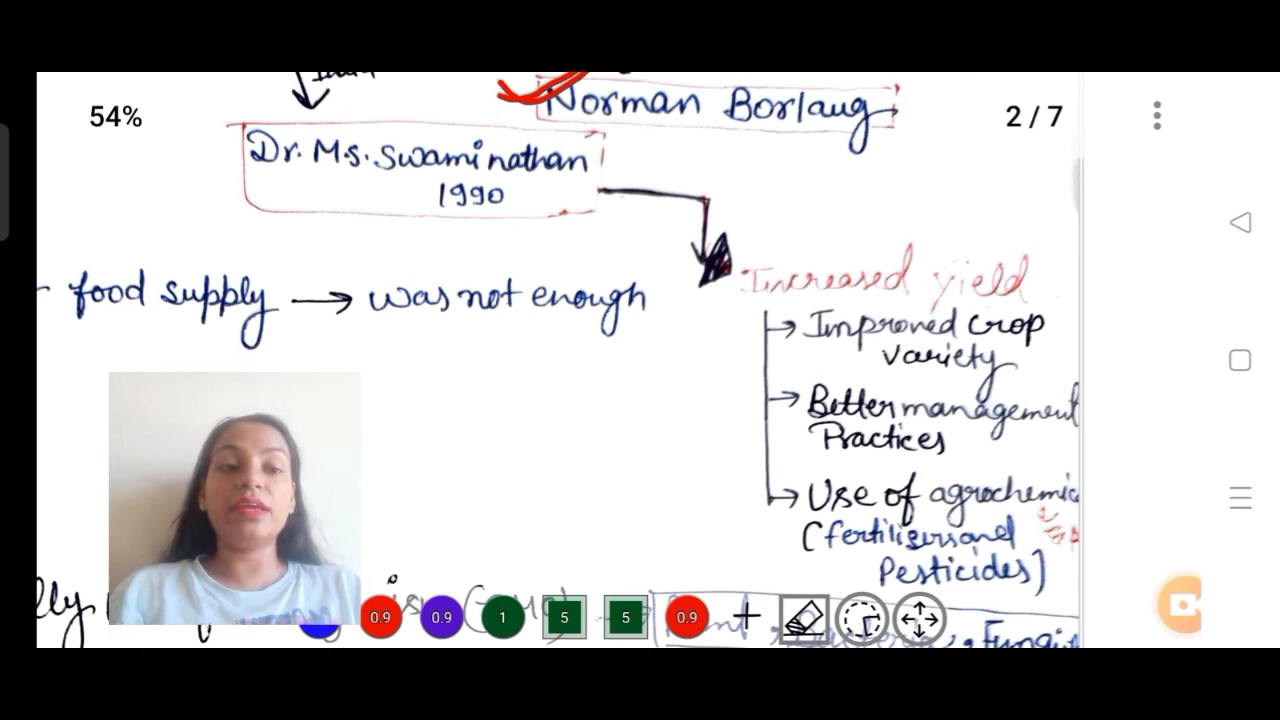 54%
Norman Borlaug
2/7
Dr. M.S. Swaminathan
1990
food supply → was not enough
Increased yield
→ Improved crop
variety
→ Better management
Practices
→ Use of agrochemic
(fertilisers and
Pesticides)
0.9
0.9
1
5
5
0.9
, Fungi